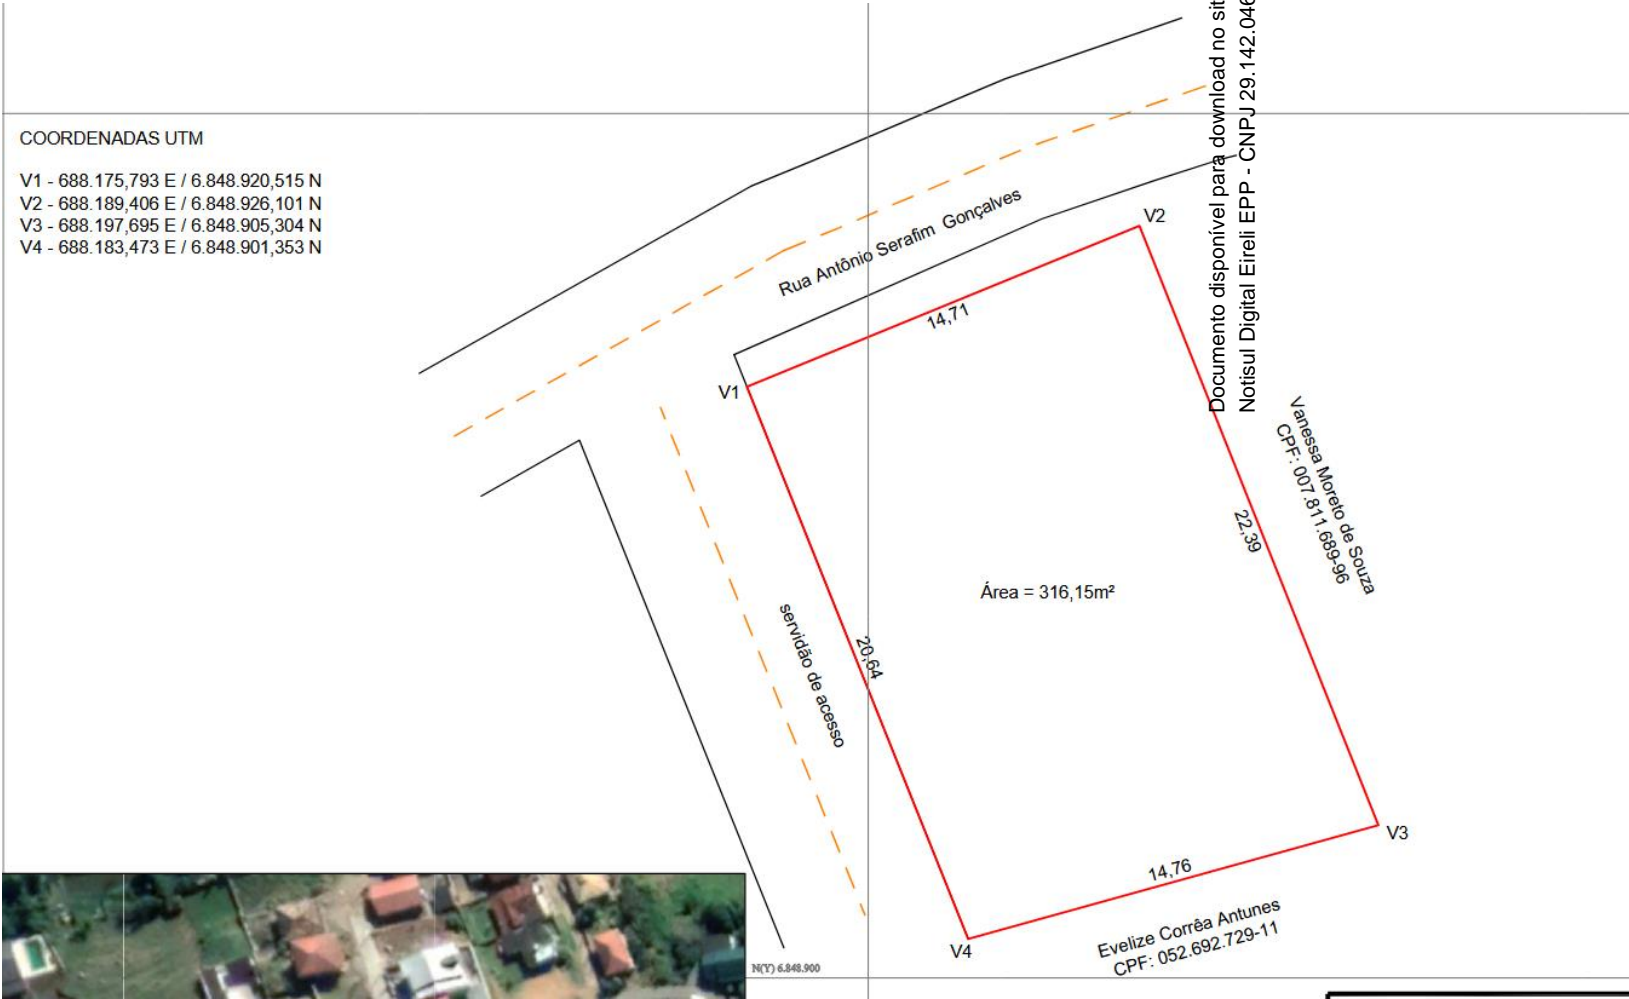 COORDENADAS UTM
V1 - 688.175,793 E / 6.848.920,515 N
V2 - 688.189,406 E / 6.848.926,101 N
V3 - 688.197,695 E / 6.848.905,304 N
V4 - 688.183,473 E / 6.848.901,353 N
Documento disponível para download no sit
Notisul Digital Eireli EPP - CNPJ 29.142.046
Rua Antônio Serafim Gonçalves
V2
14,71
V1
Vanessa Moreto de Souza
CPF: 007.811.689-96
22,39
Área = 316,15m²
servidão de acesso
20,64
V3
14,76
V4
Evelize Corrêa Antunes
CPF: 052.692.729-11
N(Y) 6.848.900